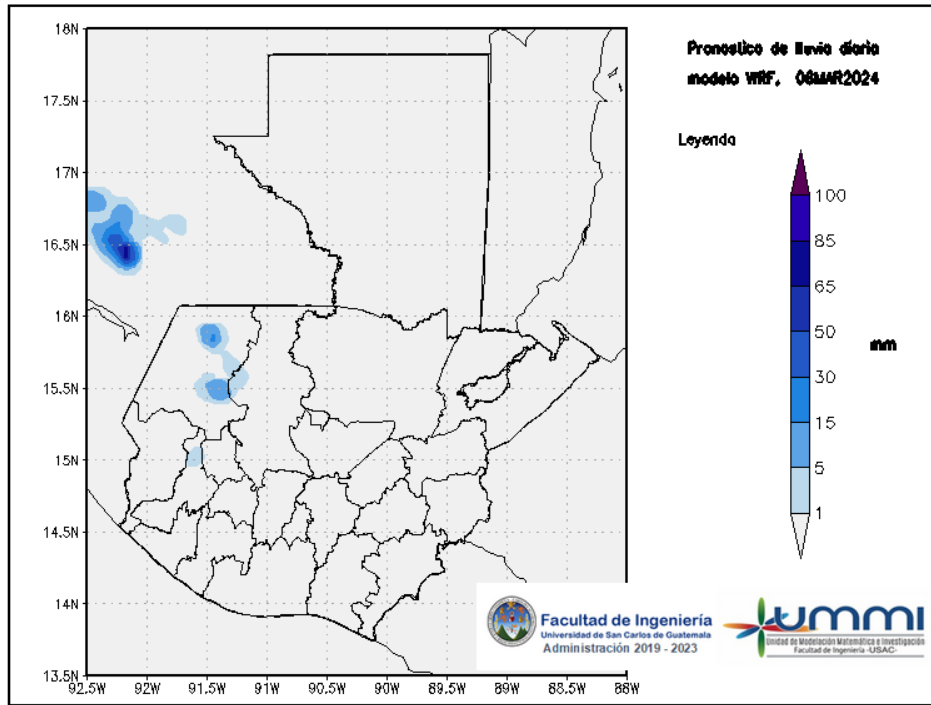 Pronostico de lluvia diaria
modelo WRF, 06MAR2024
Leyenda
100
85
65
50
30
15
5
1
mm
18N
17.5N
17N
16.5N
16N
15.5N
15N
14.5N
14N
13.5N
92.5W 92W 91.5W 91W 90.5W 90W 89.5W 89W 88.5W 88W
Facultad de Ingeniería
Universidad de San Carlos de Guatemala
Administración 2019 - 2023
ummi
Unidad de Modelación Matemática e Investigación
Facultad de Ingeniería -USAC-